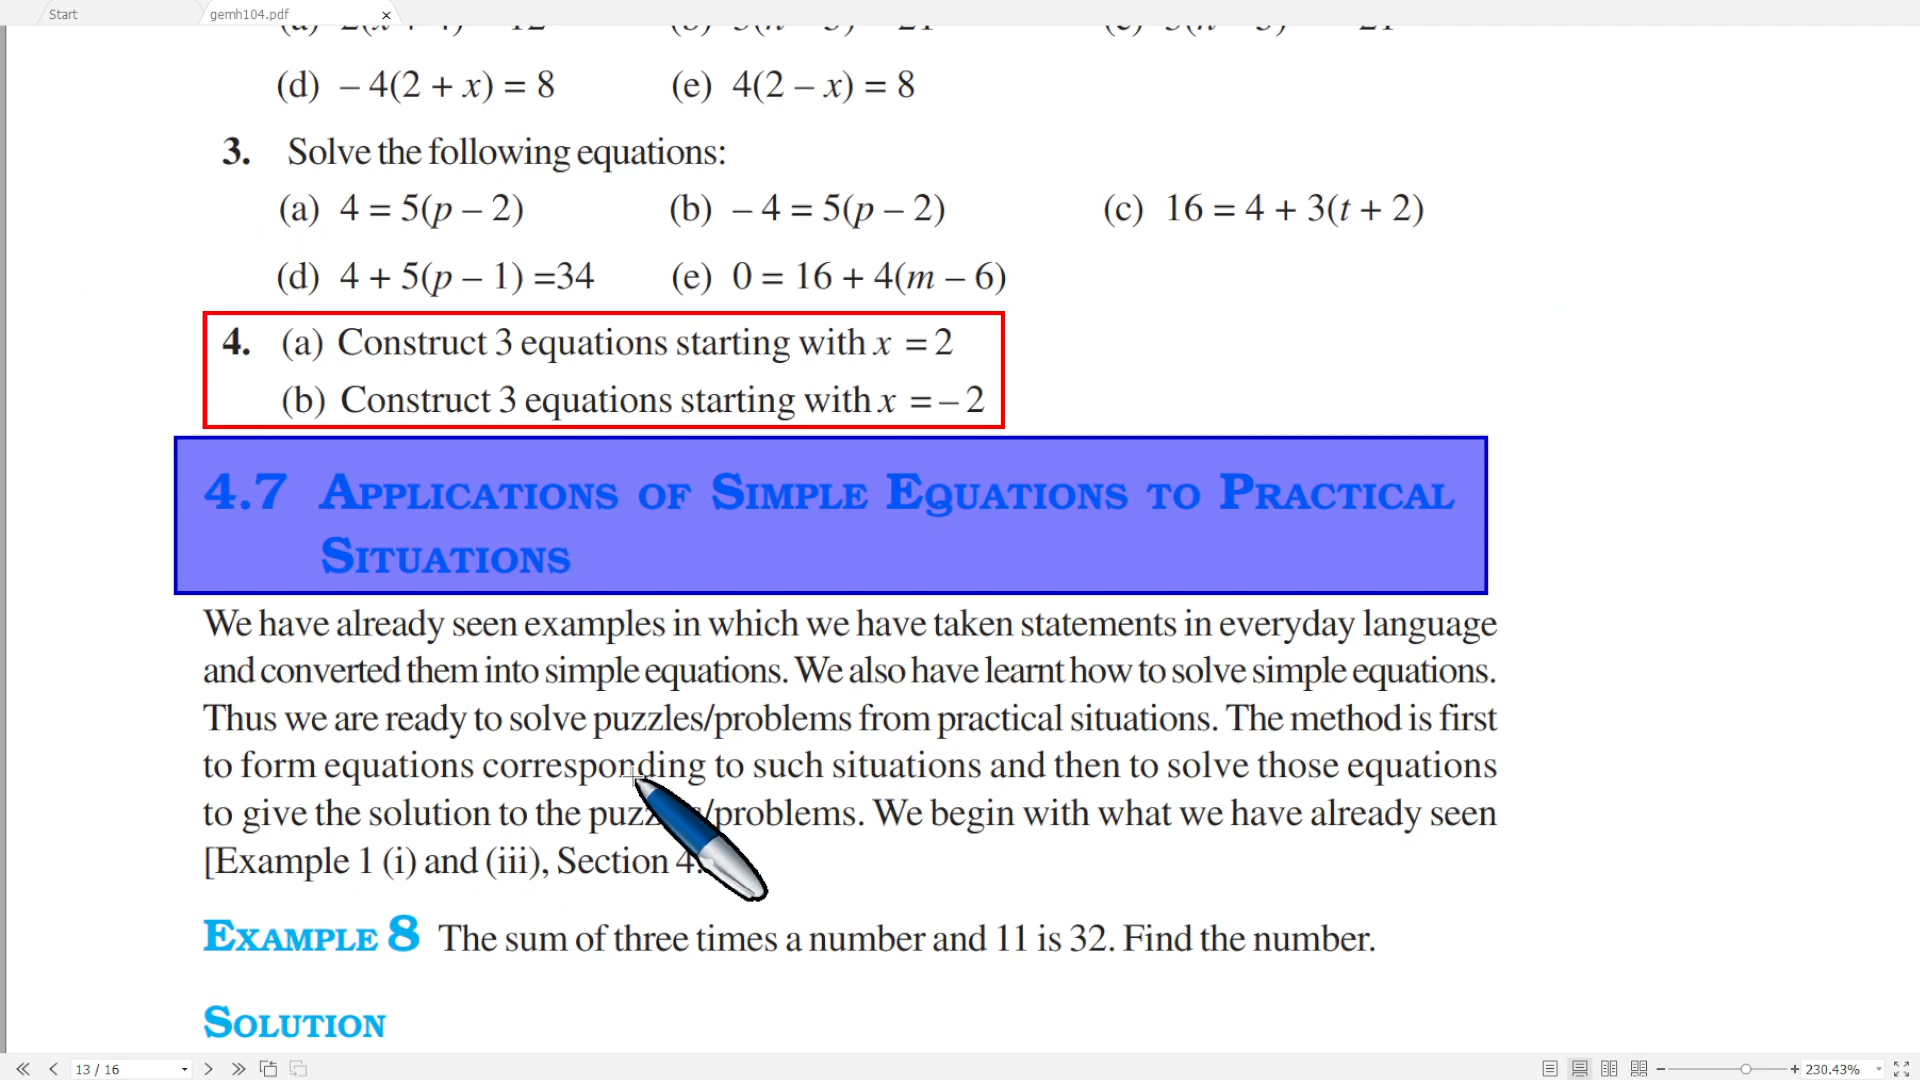 Start
gemh104.pdf
(d) – 4(2 + x) = 8 (e) 4(2 – x) = 8
3. Solve the following equations:
(a) 4 = 5(p – 2) (b) – 4 = 5(p – 2) (c) 16 = 4 + 3(t + 2)
(d) 4 + 5(p – 1) =34 (e) 0 = 16 + 4(m – 6)
4. (a) Construct 3 equations starting with x = 2
(b) Construct 3 equations starting with x = – 2
4.7 Applications of Simple Equations to Practical
Situations
We have already seen examples in which we have taken statements in everyday language
and converted them into simple equations. We also have learnt how to solve simple equations.
Thus we are ready to solve puzzles/problems from practical situations. The method is first
to form equations corresponding to such situations and then to solve those equations
to give the solution to the /problems. We begin with what we have already seen
[Example 1 (i) and (iii), Section
Example 8 The sum of three times a number and 11 is 32. Find the number.
Solution
13 / 16
230.43%